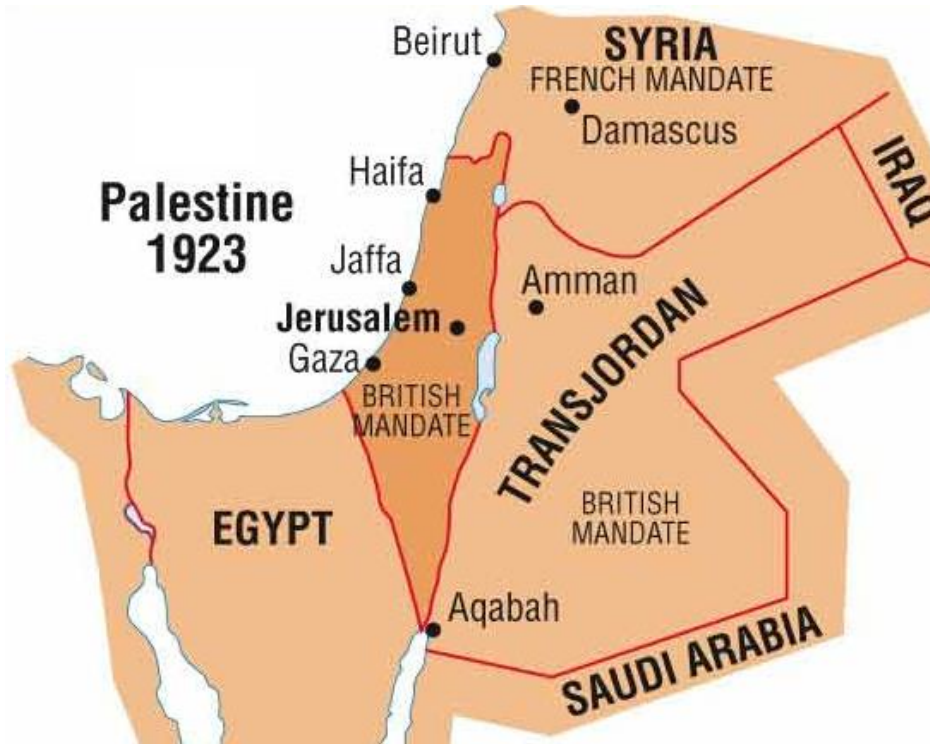 Beirut
SYRIA
FRENCH MANDATE
Damascus
Haifa
IRAQ
Palestine
1923
Jaffa
Amman
Jerusalem
Gaza
BRITISH
MANDATE
TRANSJORDAN
EGYPT
BRITISH
MANDATE
Aqabah
SAUDI ARABIA